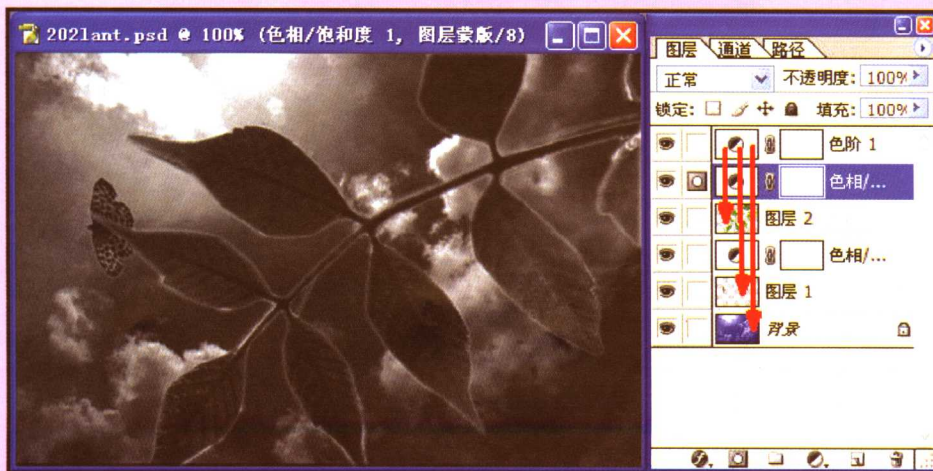 2021ant.psd @ 100% (色相/饱和度 1, 图层蒙版/8)
图层 通道 路径
正常 不透明度: 100%
锁定: 填充: 100%
色阶 1
色相/...
图层 2
色相/...
图层 1
背景